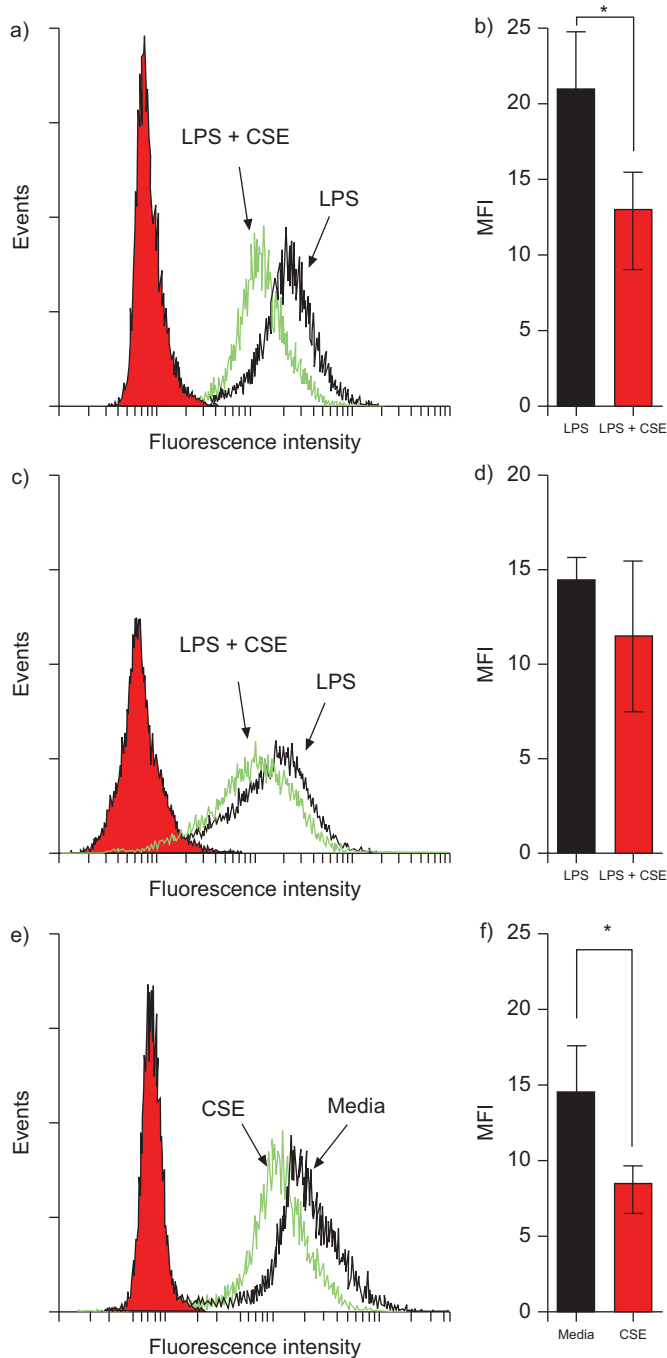 a)
LPS + CSE
LPS
Events
Fluorescence intensity
b)
*
25
20
15
10
5
0
MFI
LPS
LPS + CSE
c)
LPS + CSE
LPS
Events
Fluorescence intensity
d)
20
15
10
5
0
MFI
LPS
LPS + CSE
e)
CSE
Media
Events
Fluorescence intensity
f)
*
25
20
15
10
5
0
MFI
Media
CSE